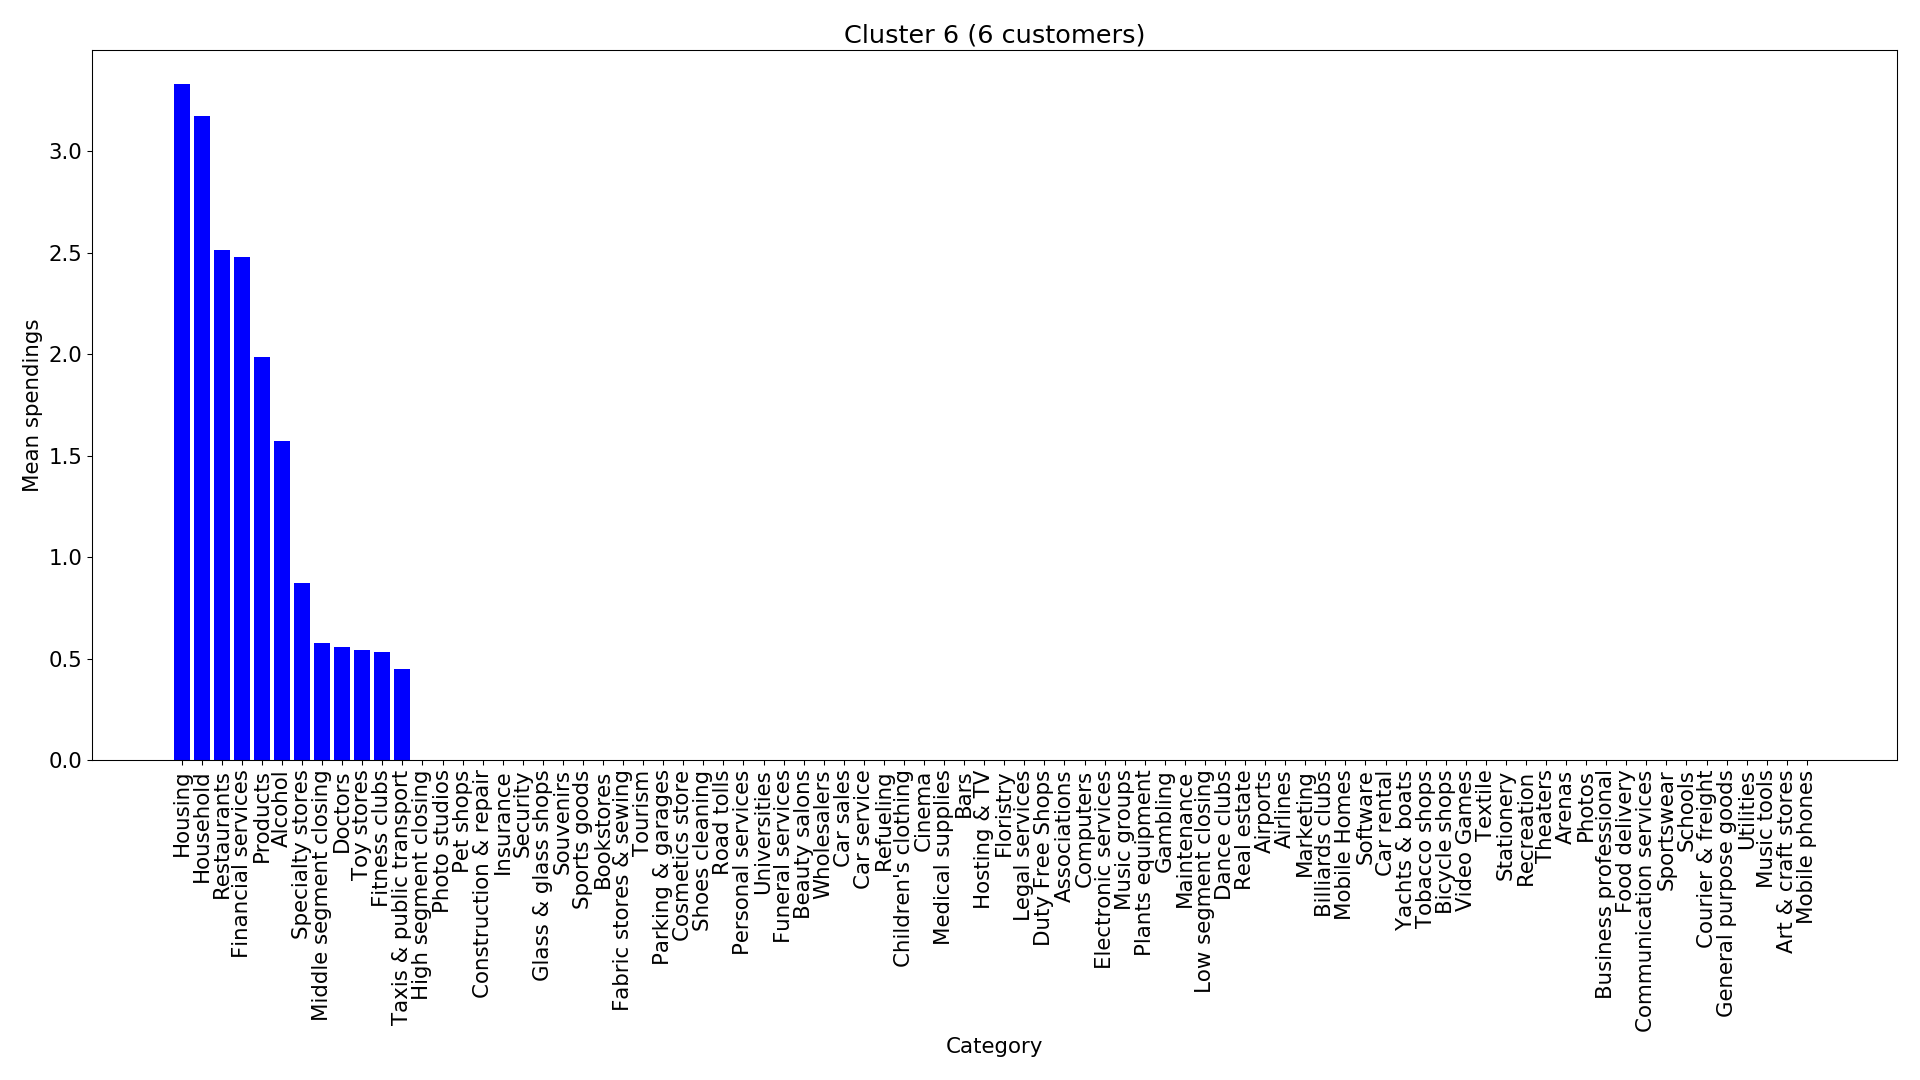 Cluster 6 (6 customers)
Mean spendings
3.0
2.5
2.0
1.5
1.0
0.5
0.0
Housing
Household
Restaurants
Financial services
Products
Alcohol
Specialty stores
Middle segment closing
Doctors
Toy stores
Fitness clubs
Taxis & public transport
High segment closing
Photo studios
Pet shops
Construction & repair
Insurance
Security
Glass & glass shops
Souvenirs
Sports goods
Bookstores
Fabric stores & sewing
Tourism
Parking & garages
Cosmetics store
Shoes cleaning
Road tolls
Personal services
Universities
Funeral services
Beauty salons
Wholesalers
Car sales
Car service
Refueling
Children's clothing
Cinema
Medical supplies
Bars
Hosting & TV
Floristry
Legal services
Duty Free Shops
Associations
Computers
Electronic services
Music groups
Plants equipment
Gambling
Maintenance
Low segment closing
Dance clubs
Real estate
Airports
Airlines
Marketing
Billiards clubs
Mobile Homes
Software
Car rental
Yachts & boats
Tobacco shops
Bicycle shops
Video Games
Textile
Stationery
Recreation
Theaters
Arenas
Photos
Business professional
Food delivery
Communication services
Sportswear
Schools
Courier & freight
General purpose goods
Utilities
Music tools
Art & craft stores
Mobile phones
Category